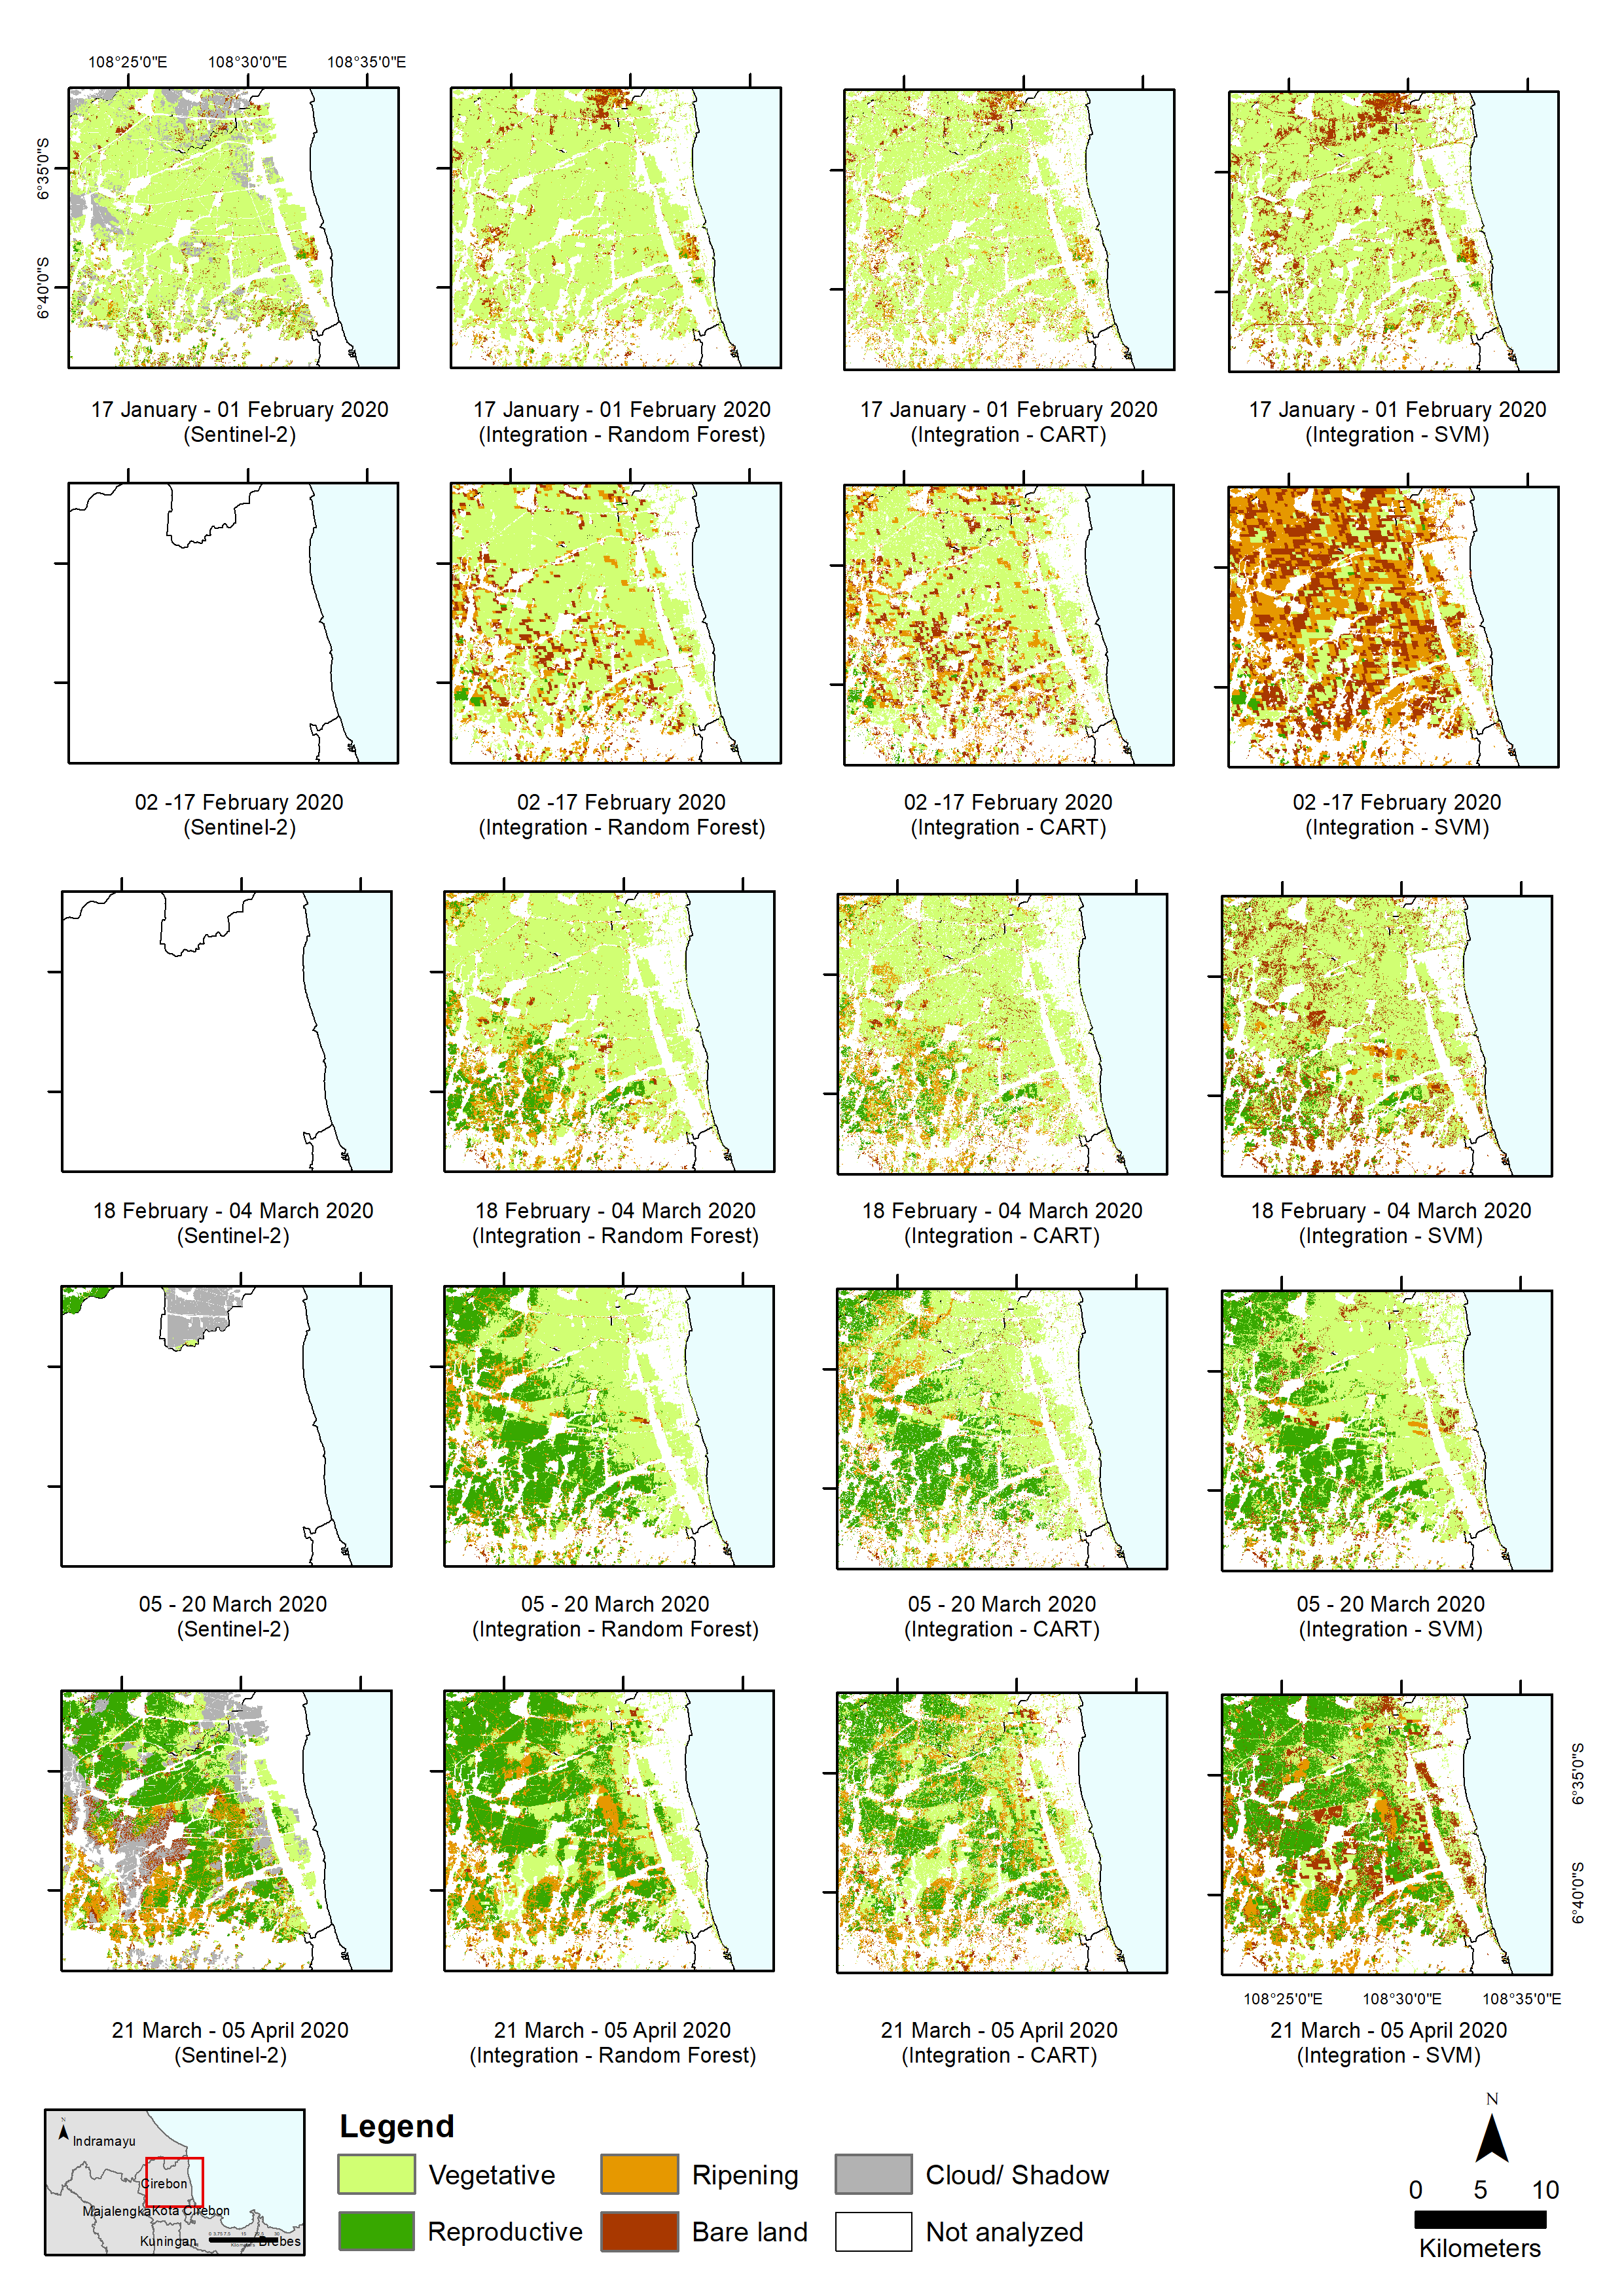 108°25'0"E 108°30'0"E 108°35'0"E
6°35'0"S
6°40'0"S
17 January - 01 February 2020
(Sentinel-2)
17 January - 01 February 2020
(Integration - Random Forest)
17 January - 01 February 2020
(Integration - CART)
17 January - 01 February 2020
(Integration - SVM)
02 -17 February 2020
(Sentinel-2)
02 -17 February 2020
(Integration - Random Forest)
02 -17 February 2020
(Integration - CART)
02 -17 February 2020
(Integration - SVM)
18 February - 04 March 2020
(Sentinel-2)
18 February - 04 March 2020
(Integration - Random Forest)
18 February - 04 March 2020
(Integration - CART)
18 February - 04 March 2020
(Integration - SVM)
05 - 20 March 2020
(Sentinel-2)
05 - 20 March 2020
(Integration - Random Forest)
05 - 20 March 2020
(Integration - CART)
05 - 20 March 2020
(Integration - SVM)
6°35'0"S
6°40'0"S
108°25'0"E 108°30'0"E 108°35'0"E
21 March - 05 April 2020
(Sentinel-2)
21 March - 05 April 2020
(Integration - Random Forest)
21 March - 05 April 2020
(Integration - CART)
21 March - 05 April 2020
(Integration - SVM)
N
Indramayu
Cirebon
Majalengka Kota Cirebon
Kuningan
Brebes
Kilometers
Legend
Vegetative
Ripening
Cloud/ Shadow
Reproductive
Bare land
Not analyzed
N
0 5 10
Kilometers